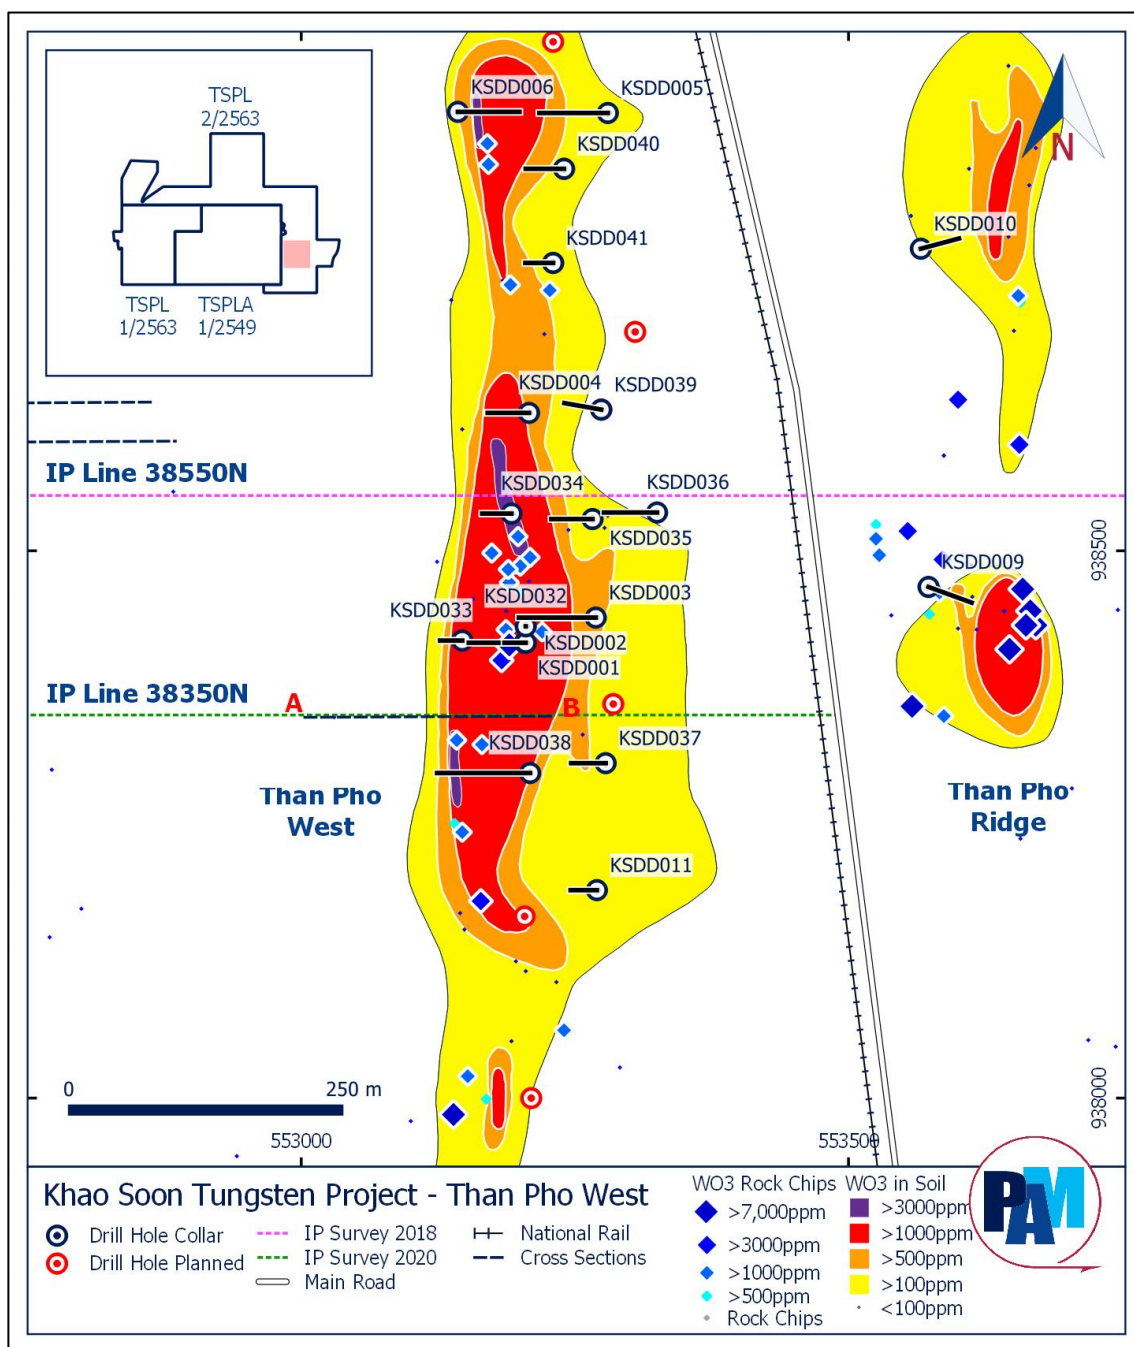 TSPL
2/2563
TSPL
1/2563
TSPLA
1/2549
KSDD006
KSDD005
KSDD040
N
KSDD010
KSDD041
KSDD004
KSDD039
IP Line 38550N
KSDD034
KSDD036
KSDD035
938500
KSDD009
KSDD033
KSDD032
KSDD003
KSDD002
KSDD001
IP Line 38350N
A
B
KSDD038
KSDD037
Than Pho
West
Than Pho
Ridge
KSDD011
0
250 m
938000
553000
553500
Khao Soon Tungsten Project - Than Pho West
Drill Hole Collar
Drill Hole Planned
IP Survey 2018
IP Survey 2020
Main Road
National Rail
Cross Sections
WO3 Rock Chips
>7,000ppm
>3000ppm
>1000ppm
>500ppm
Rock Chips
WO3 in Soil
>3000ppm
>1000ppm
>500ppm
>100ppm
<100ppm
PAM